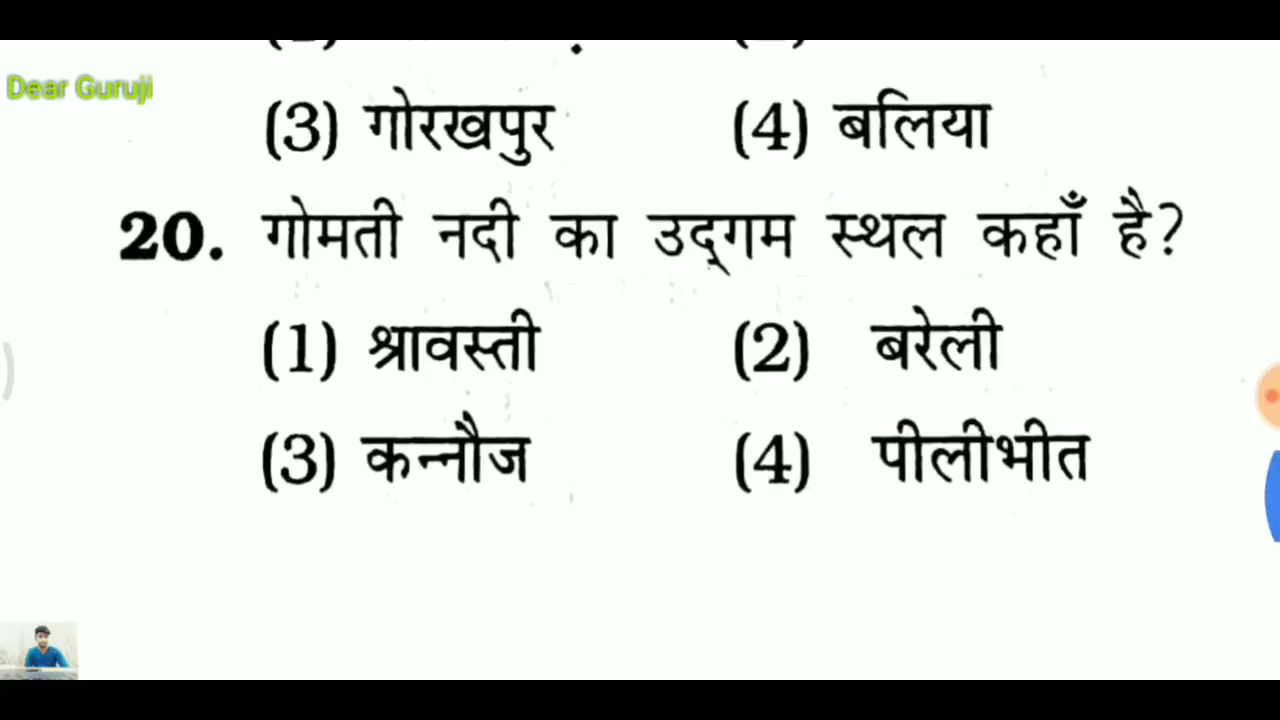 Dear Guruji
(3) गोरखपुर (4) बलिया
20. गोमती नदी का उद्‌गम स्थल कहाँ है?
(1) श्रावस्ती (2) बरेली
(3) कन्नौज (4) पीलीभीत